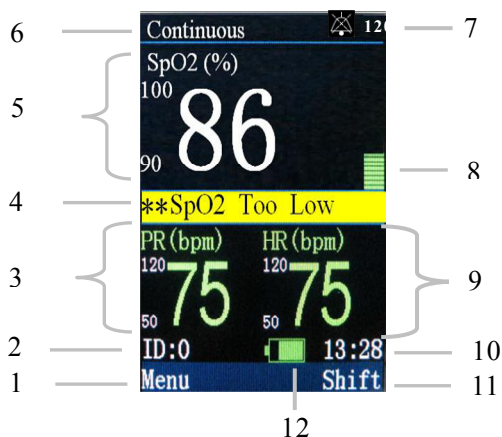 6 Continuous 120 7
SpO2 (%)
5 100 86
90 8
4 **SpO2 Too Low
PR(bpm) HR(bpm)
3 120 75 120 75 9
50 50
2 ID:0 13:28 10
1 Menu Shift 11
12